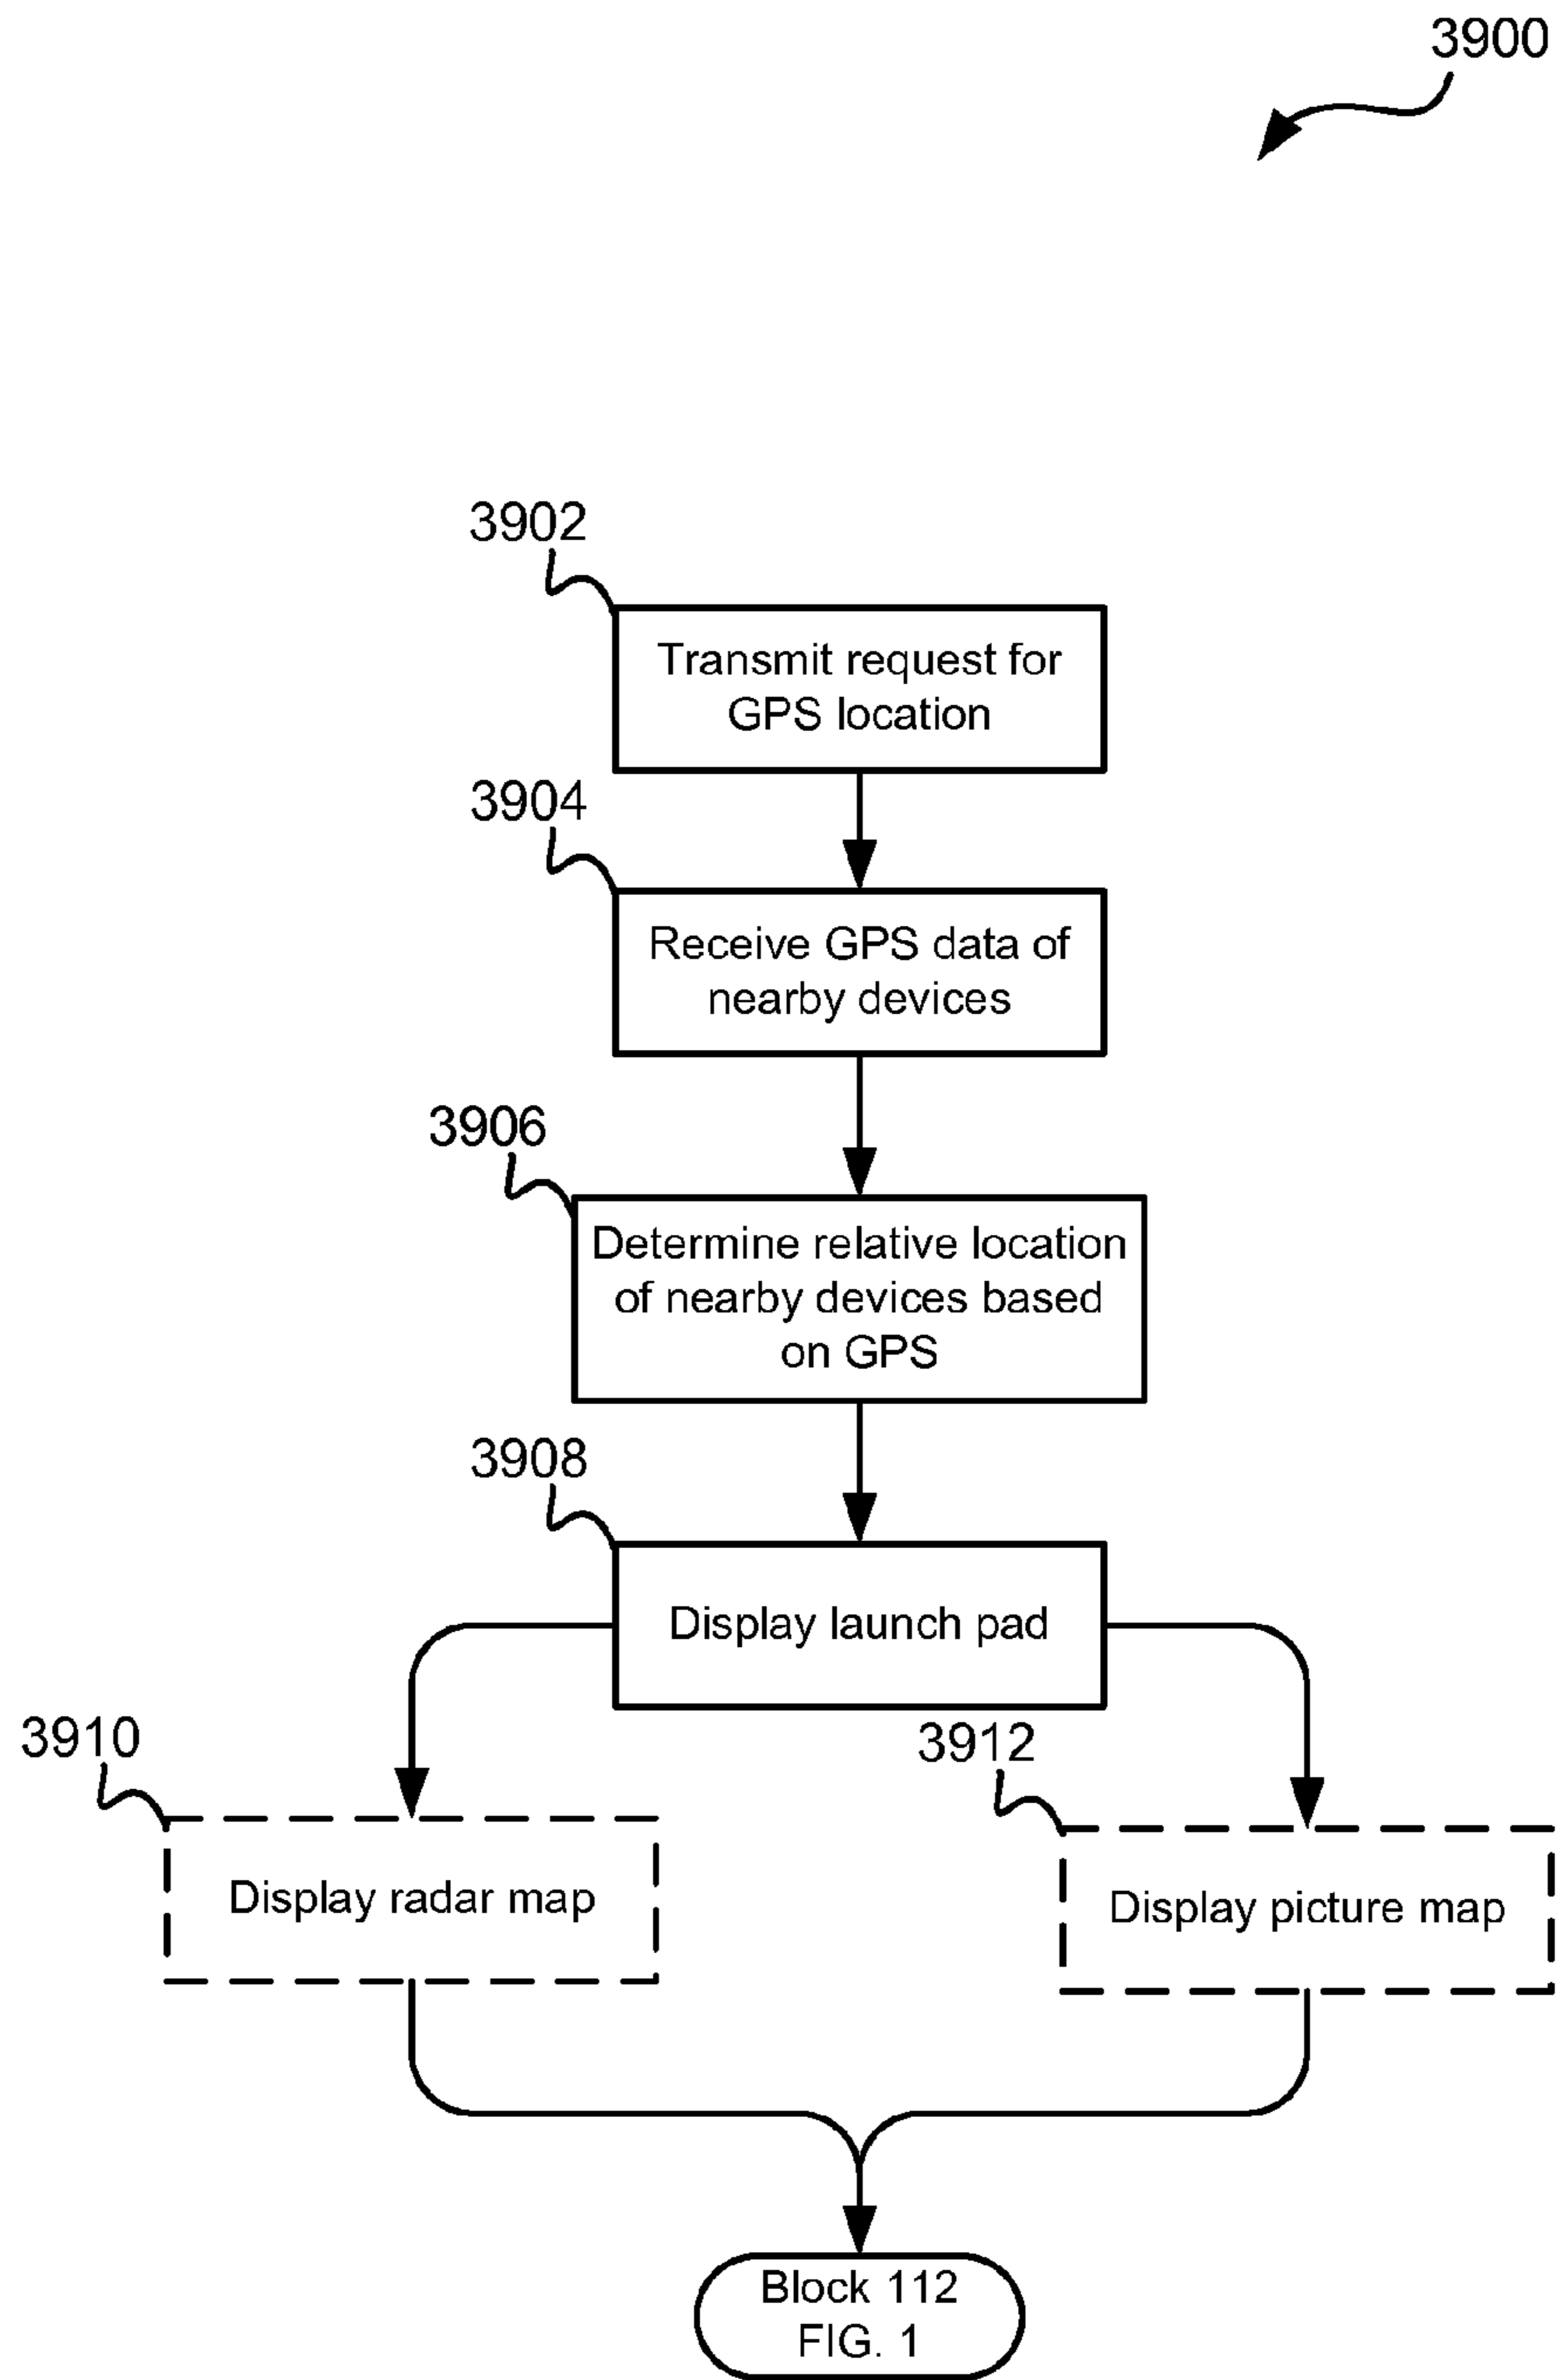 3900
3902
Transmit request for
GPS location
3904
Receive GPS data of
nearby devices
3906
Determine relative location
of nearby devices based
on GPS
3908
Display launch pad
3910
Display radar map
3912
Display picture map
Block 112
FIG. 1